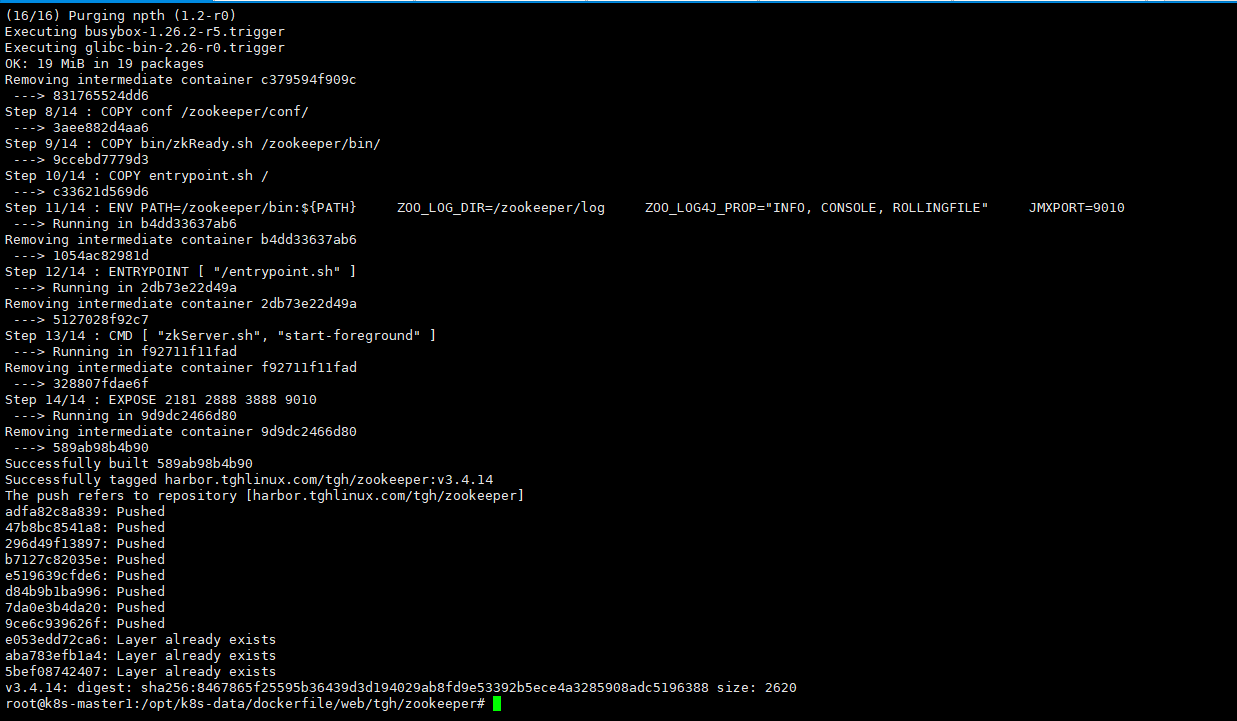 (16/16) Purging npth (1.2-r0)
Executing busybox-1.26.2-r5.trigger
Executing glibc-bin-2.26-r0.trigger
OK: 19 MiB in 19 packages
Removing intermediate container c379594f909c
 ---> 831765524dd6
Step 8/14 : COPY conf /zookeeper/conf/
 ---> 3aee882d4aa6
Step 9/14 : COPY bin/zkReady.sh /zookeeper/bin/
 ---> 9ccebd7779d3
Step 10/14 : COPY entrypoint.sh /
 ---> c33621d569d6
Step 11/14 : ENV PATH=/zookeeper/bin:${PATH}     ZOO_LOG_DIR=/zookeeper/log     ZOO_LOG4J_PROP="INFO, CONSOLE, ROLLINGFILE"     JMXPORT=9010
 ---> Running in b4dd33637ab6
Removing intermediate container b4dd33637ab6
 ---> 1054ac82981d
Step 12/14 : ENTRYPOINT [ "/entrypoint.sh" ]
 ---> Running in 2db73e22d49a
Removing intermediate container 2db73e22d49a
 ---> 5127028f92c7
Step 13/14 : CMD [ "zkServer.sh", "start-foreground" ]
 ---> Running in f92711f11fad
Removing intermediate container f92711f11fad
 ---> 328807fdae6f
Step 14/14 : EXPOSE 2181 2888 3888 9010
 ---> Running in 9d9dc2466d80
Removing intermediate container 9d9dc2466d80
 ---> 589ab98b4b90
Successfully built 589ab98b4b90
Successfully tagged harbor.tghlinux.com/tgh/zookeeper:v3.4.14
The push refers to repository [harbor.tghlinux.com/tgh/zookeeper]
adfa82c8a839: Pushed
47b8bc8541a8: Pushed
296d49f13897: Pushed
b7127c82035e: Pushed
e519639cfde6: Pushed
d84b9b1ba996: Pushed
7da0e3b4da20: Pushed
9ce6c939626f: Pushed
e053edd72ca6: Layer already exists
aba783efb1a4: Layer already exists
5bef08742407: Layer already exists
v3.4.14: digest: sha256:8467865f25595b36439d3d194029ab8fd9e53392b5ece4a3285908adc5196388 size: 2620
root@k8s-master1:/opt/k8s-data/dockerfile/web/tgh/zookeeper#